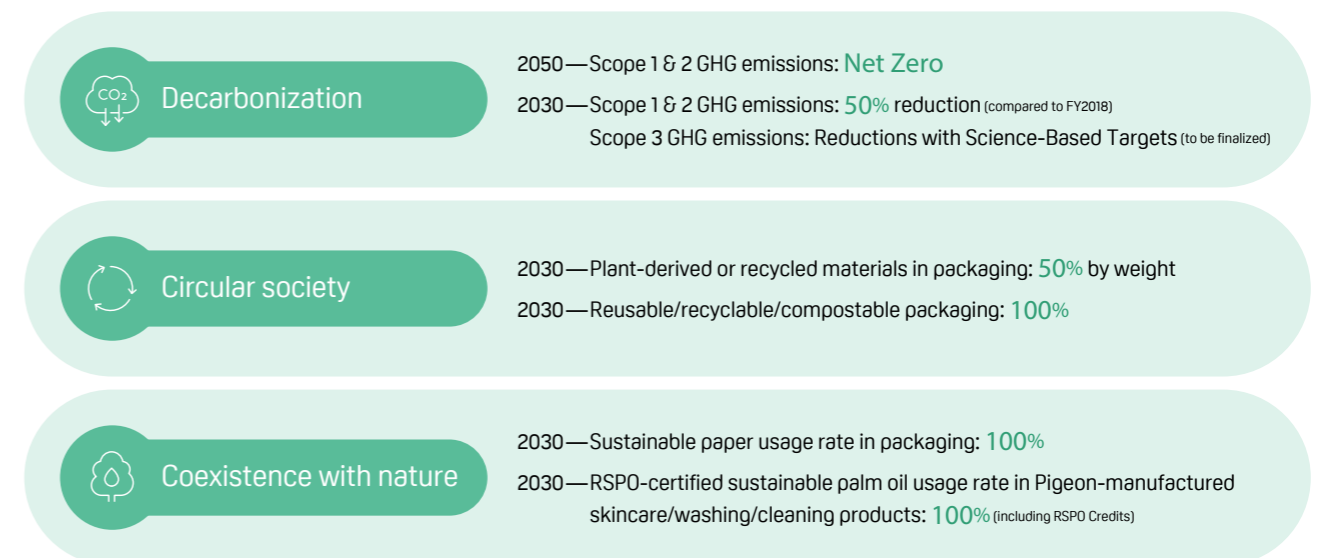 CO₂
Decarbonization
2050—Scope 1 & 2 GHG emissions: Net Zero
2030—Scope 1 & 2 GHG emissions: 50% reduction (compared to FY2018)
Scope 3 GHG emissions: Reductions with Science-Based Targets (to be finalized)
Circular society
2030—Plant-derived or recycled materials in packaging: 50% by weight
2030—Reusable/recyclable/compostable packaging: 100%
Coexistence with nature
2030—Sustainable paper usage rate in packaging: 100%
2030—RSPO-certified sustainable palm oil usage rate in Pigeon-manufactured
skincare/washing/cleaning products: 100% (including RSPO Credits)